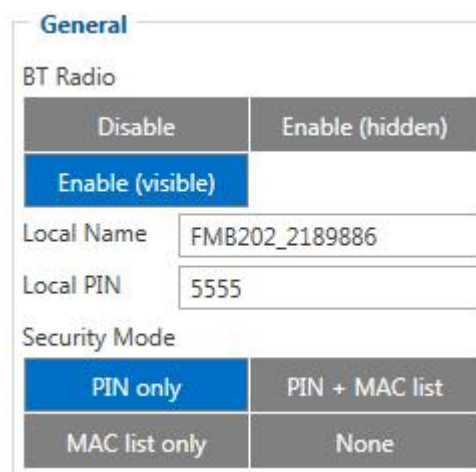 General
BT Radio
Disable Enable (hidden)
Enable (visible)
Local Name FMB202_2189886
Local PIN 5555
Security Mode
PIN only PIN + MAC list
MAC list only None